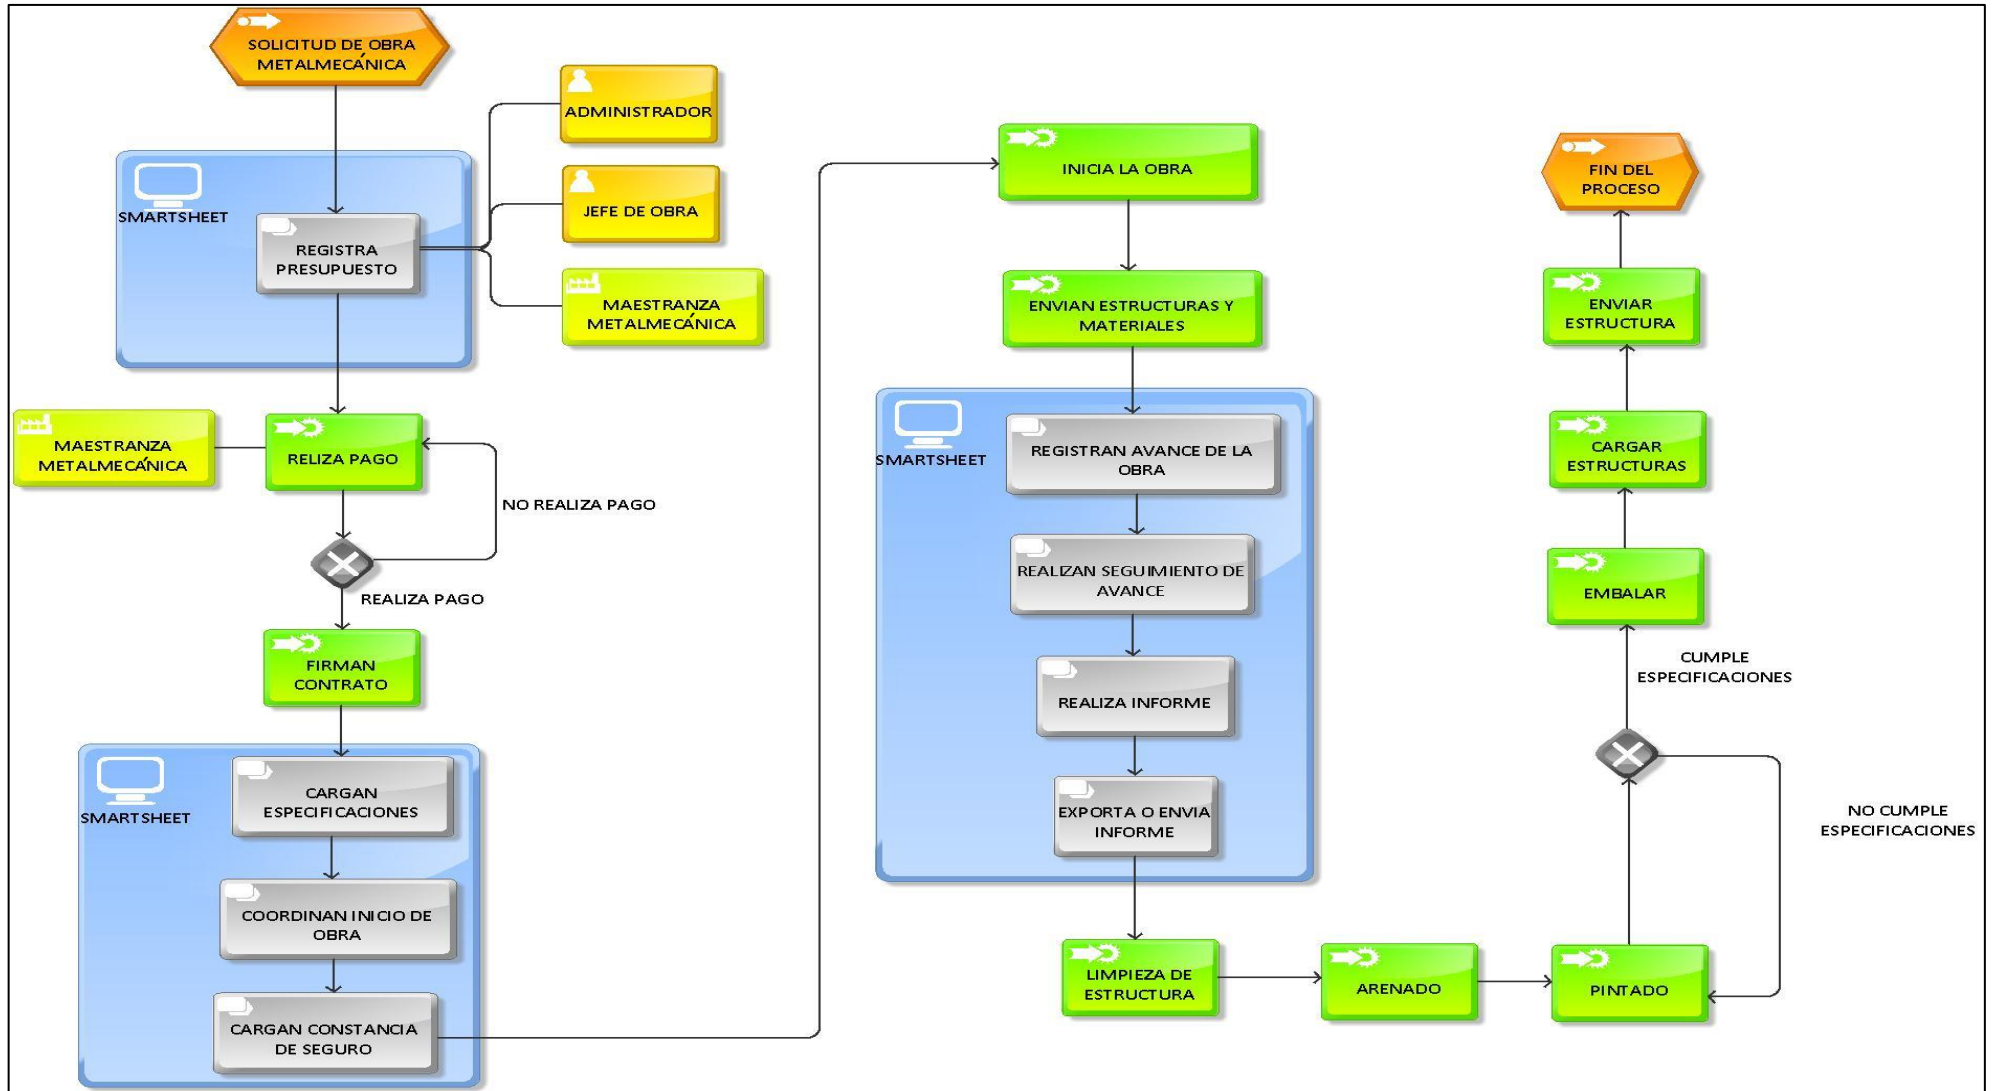 SOLICITUD DE OBRA
METALMECÁNICA
SMARTSHEET
REGISTRA
PRESUPUESTO
ADMINISTRADOR
JEFE DE OBRA
MAESTRANZA
METALMECÁNICA
MAESTRANZA
METALMECÁNICA
RELIZA PAGO
NO REALIZA PAGO
REALIZA PAGO
FIRMAN
CONTRATO
SMARTSHEET
CARGAN
ESPECIFICACIONES
COORDINAN INICIO DE
OBRA
CARGAN CONSTANCIA
DE SEGURO
INICIA LA OBRA
ENVIAN ESTRUCTURAS Y
MATERIALES
SMARTSHEET
REGISTRAN AVANCE DE LA
OBRA
REALIZAN SEGUIMIENTO DE
AVANCE
REALIZA INFORME
EXPORTA O ENVIA
INFORME
LIMPIEZA DE
ESTRUCTURA
ARENADO
PINTADO
NO CUMPLE
ESPECIFICACIONES
CUMPLE
ESPECIFICACIONES
EMBALAR
CARGAR
ESTRUCTURAS
ENVIAR
ESTRUCTURA
FIN DEL
PROCESO